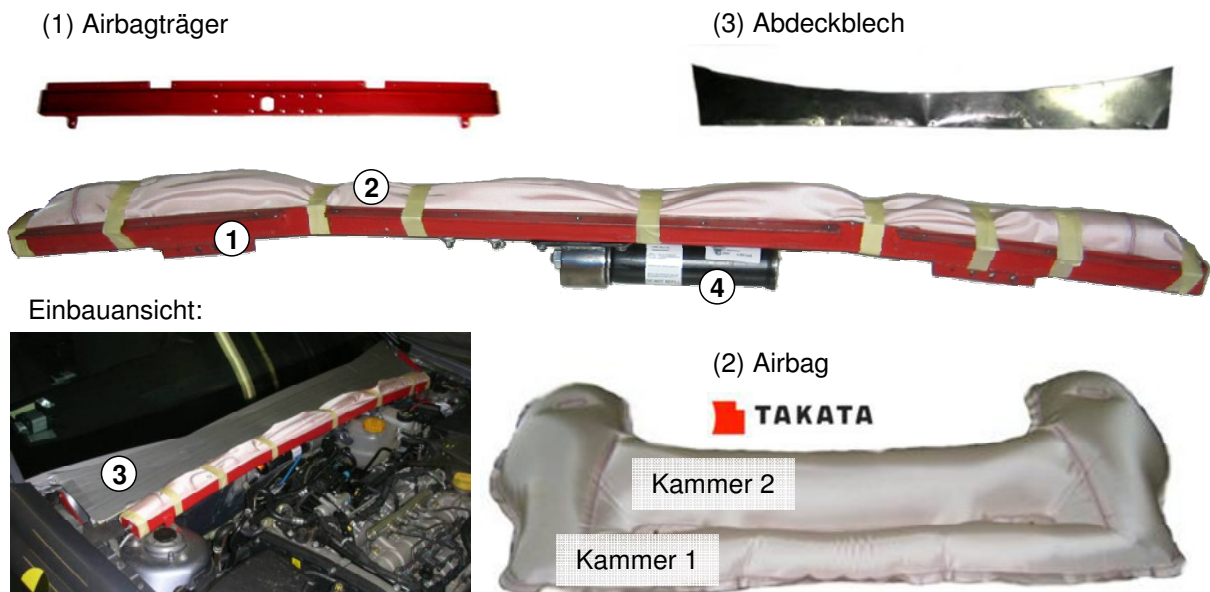 (1) Airbagträger
(3) Abdeckblech
2
1
4
Einbauansicht:
3
(2) Airbag
TAKATA
Kammer 2
Kammer 1